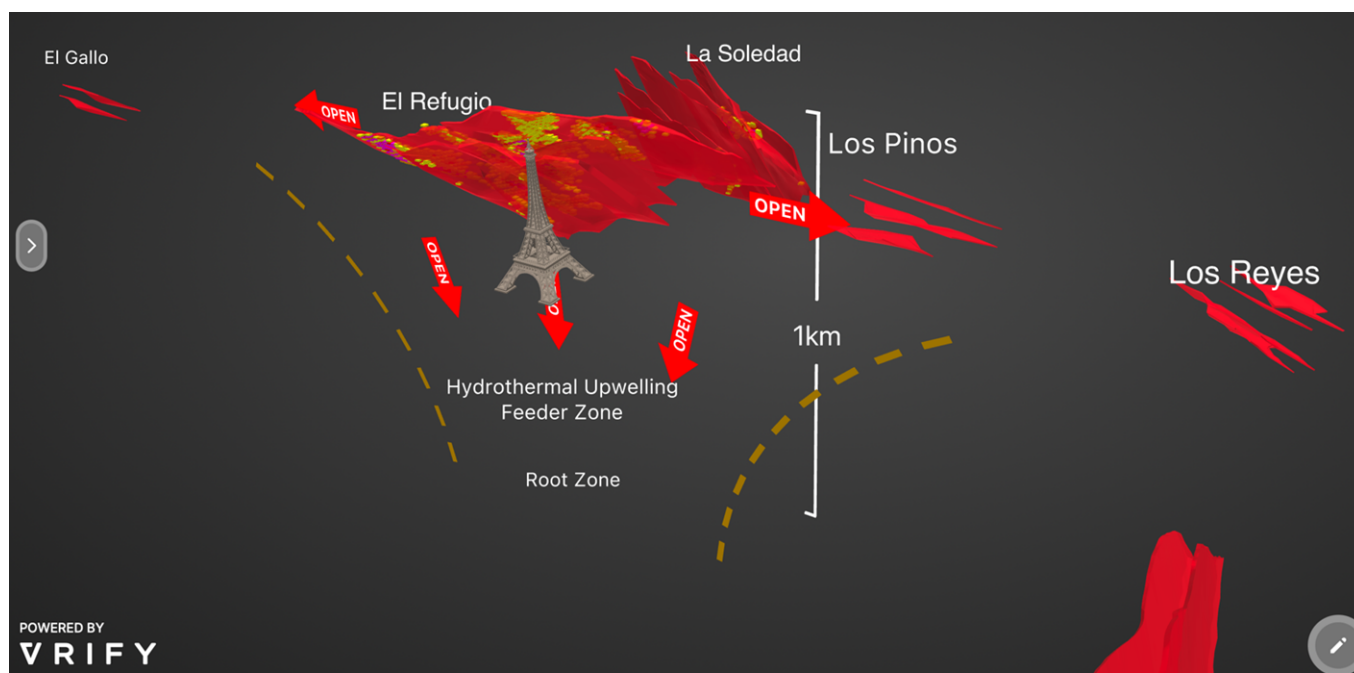 El Gallo
La Soledad
El Refugio
OPEN
Los Pinos
OPEN
OPEN
Los Reyes
OPEN
1km
Hydrothermal Upwelling
Feeder Zone
Root Zone
POWERED BY
VRIFY